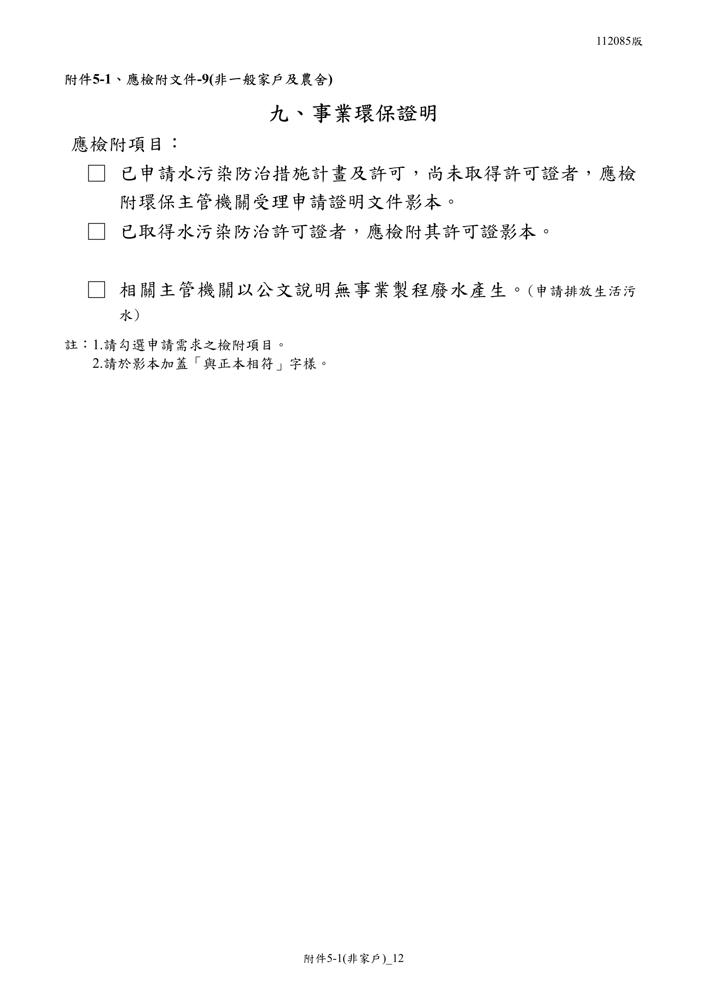 112085版
附件5-1、應檢附文件-9(非一般家戶及農舍)
九、事業環保證明
應檢附項目：
□ 已申請水污染防治措施計畫及許可，尚未取得許可證者，應檢
附環保主管機關受理申請證明文件影本。
□ 已取得水污染防治許可證者，應檢附其許可證影本。
□ 相關主管機關以公文說明無事業製程廢水產生。(申請排放生活污
水)
註：1.請勾選申請需求之檢附項目。
2.請於影本加蓋「與正本相符」字樣。
附件5-1(非家戶)_12